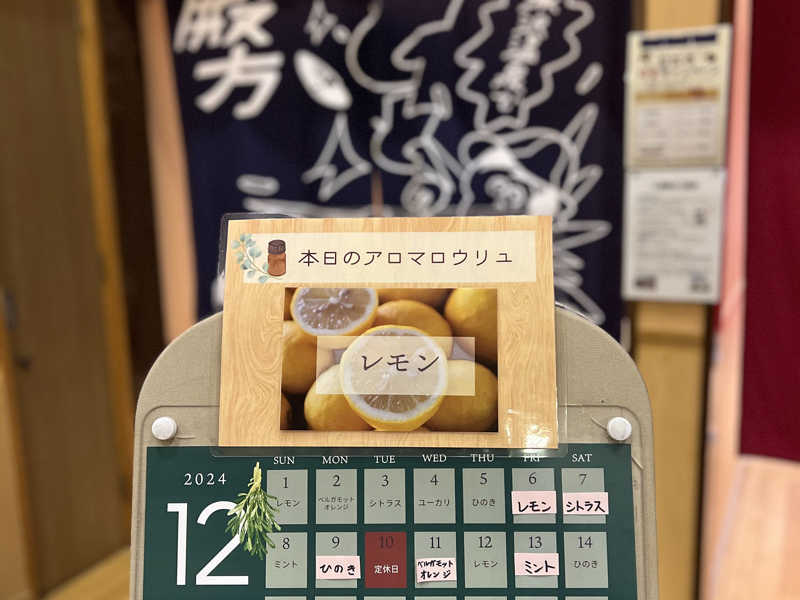 殿方
本日のアロマロウリュ
レモン
2024
12
SUN MON TUE WED THU FRI SAT
1 2 3 4 5 6 7
レモン ベルガモット シトラス ユーカリ ひのき レモン シトラス
オレンジ
8 9 10 11 12 13 14
ミント ひのき 定休日 ベルガモット レモン ミント ひのき
オレンジ